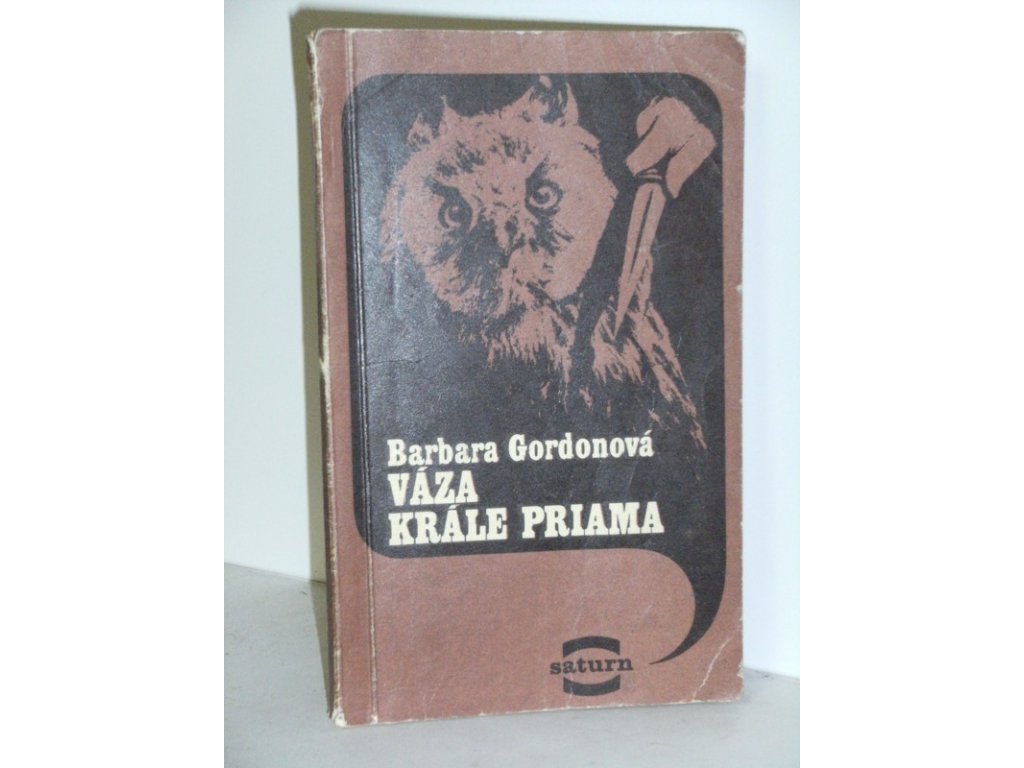 Barbara Gordonová
VÁZA
KRÁLE PRIAMA
saturn